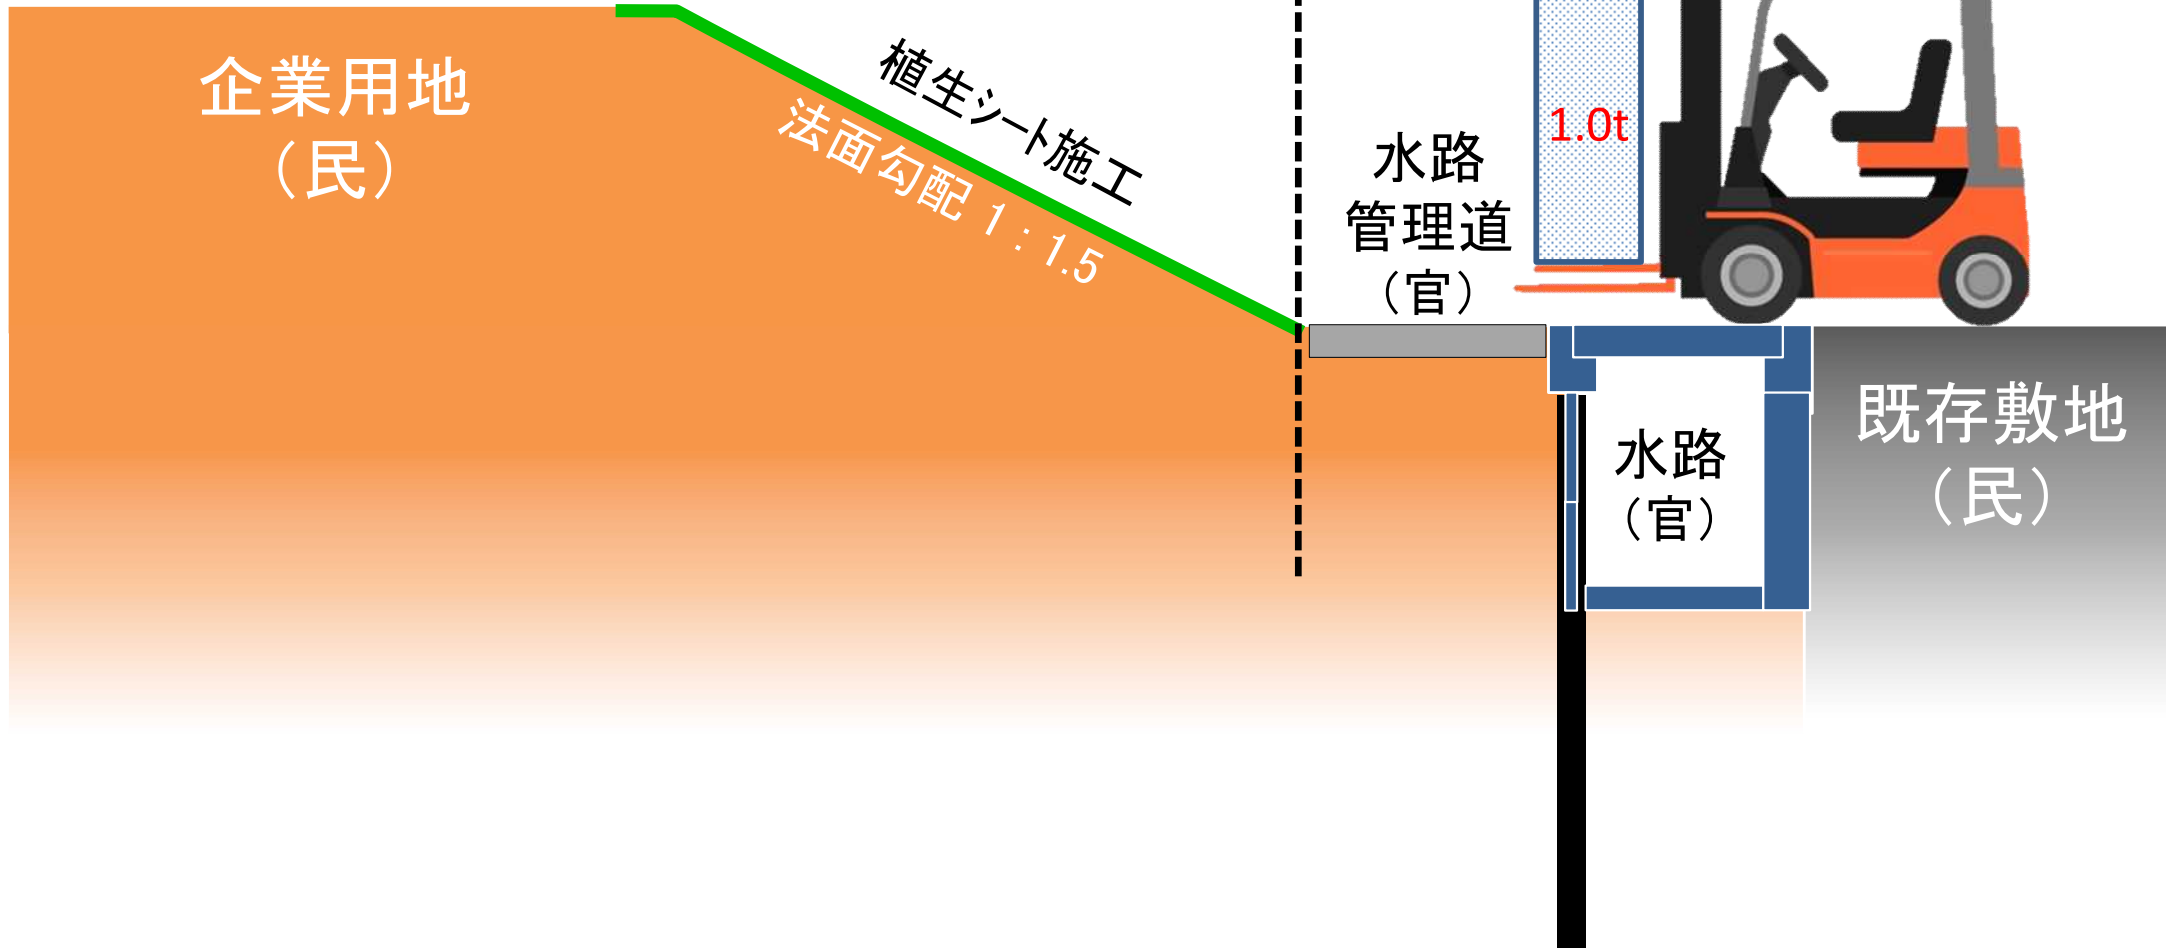 企業用地
（民）
植生シート施工
法面勾配 1：1.5
水路
管理道
（官）
1.0t
水路
（官）
既存敷地
（民）